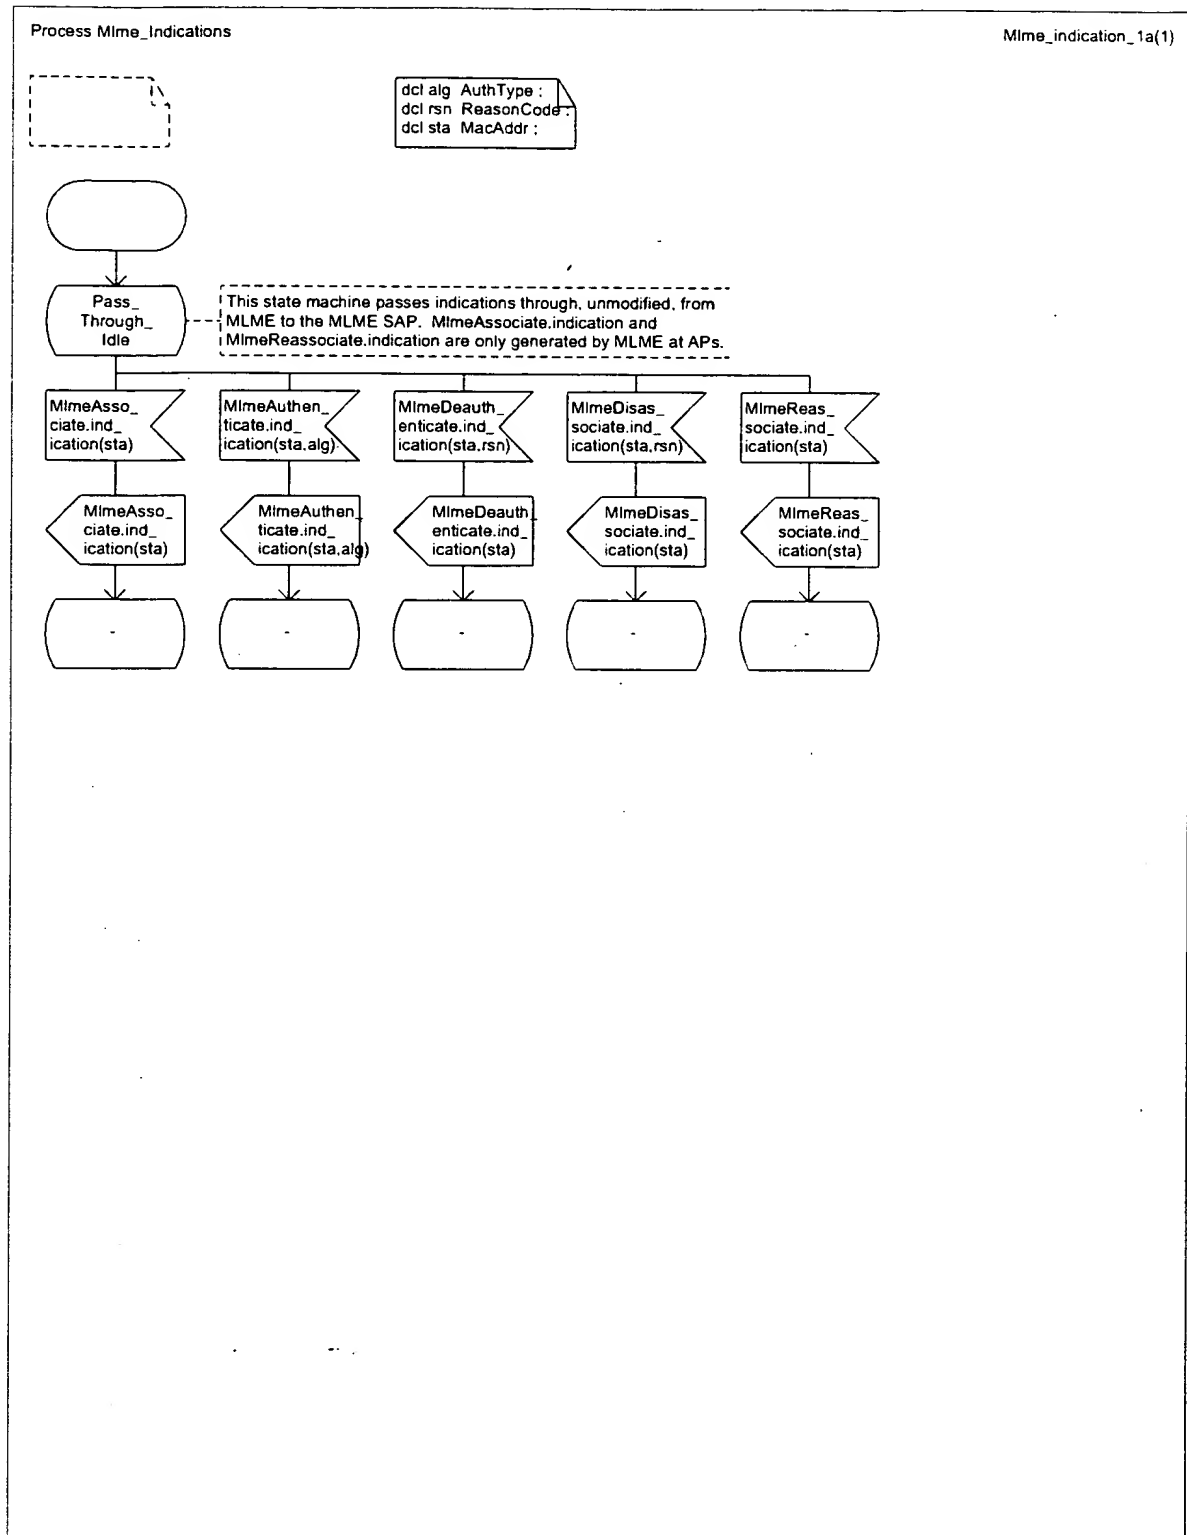 Process Mlme_Indications
Mlme_indication_1a(1)
dcl alg AuthType ;
dcl rsn ReasonCode ;
dcl sta MacAddr ;
Pass_
Through_
Idle
This state machine passes indications through, unmodified, from
MLME to the MLME SAP. MlmeAssociate.indication and
MlmeReassociate.indication are only generated by MLME at APs.
MlmeAsso_
ciate.ind_
ication(sta)
MlmeAuthen_
ticate.ind_
ication(sta,alg)
MlmeDeauth_
enticate.ind_
ication(sta,rsn)
MlmeDisas_
sociate.ind_
ication(sta,rsn)
MlmeReas_
sociate.ind_
ication(sta)
MlmeAsso_
ciate.ind_
ication(sta)
MlmeAuthen_
ticate.ind_
ication(sta,alg)
MlmeDeauth_
enticate.ind_
ication(sta)
MlmeDisas_
sociate.ind_
ication(sta)
MlmeReas_
sociate.ind_
ication(sta)
-
-
-
-
-